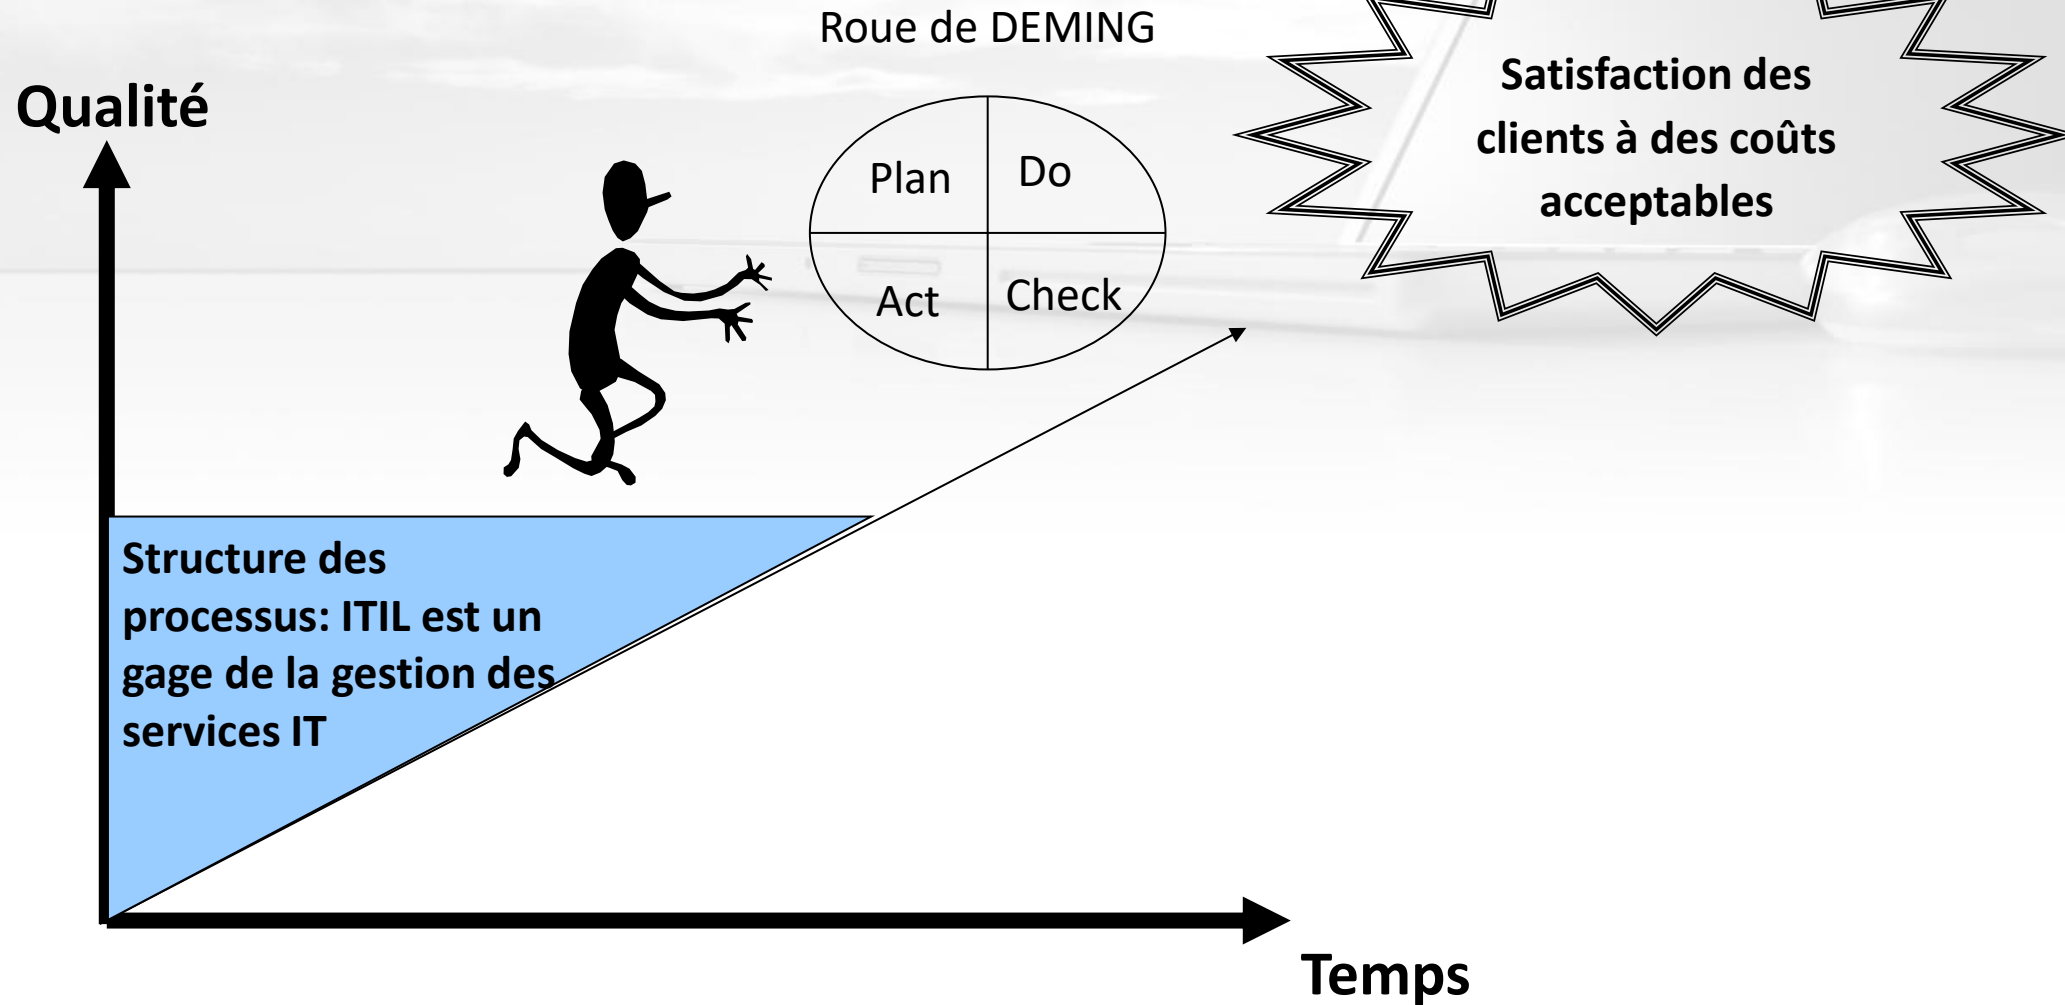 Roue de DEMING
Satisfaction des
clients à des coûts
acceptables
Qualité
Plan
Do
Act
Check
Structure des
processus: ITIL est un
gage de la gestion des
services IT
Temps